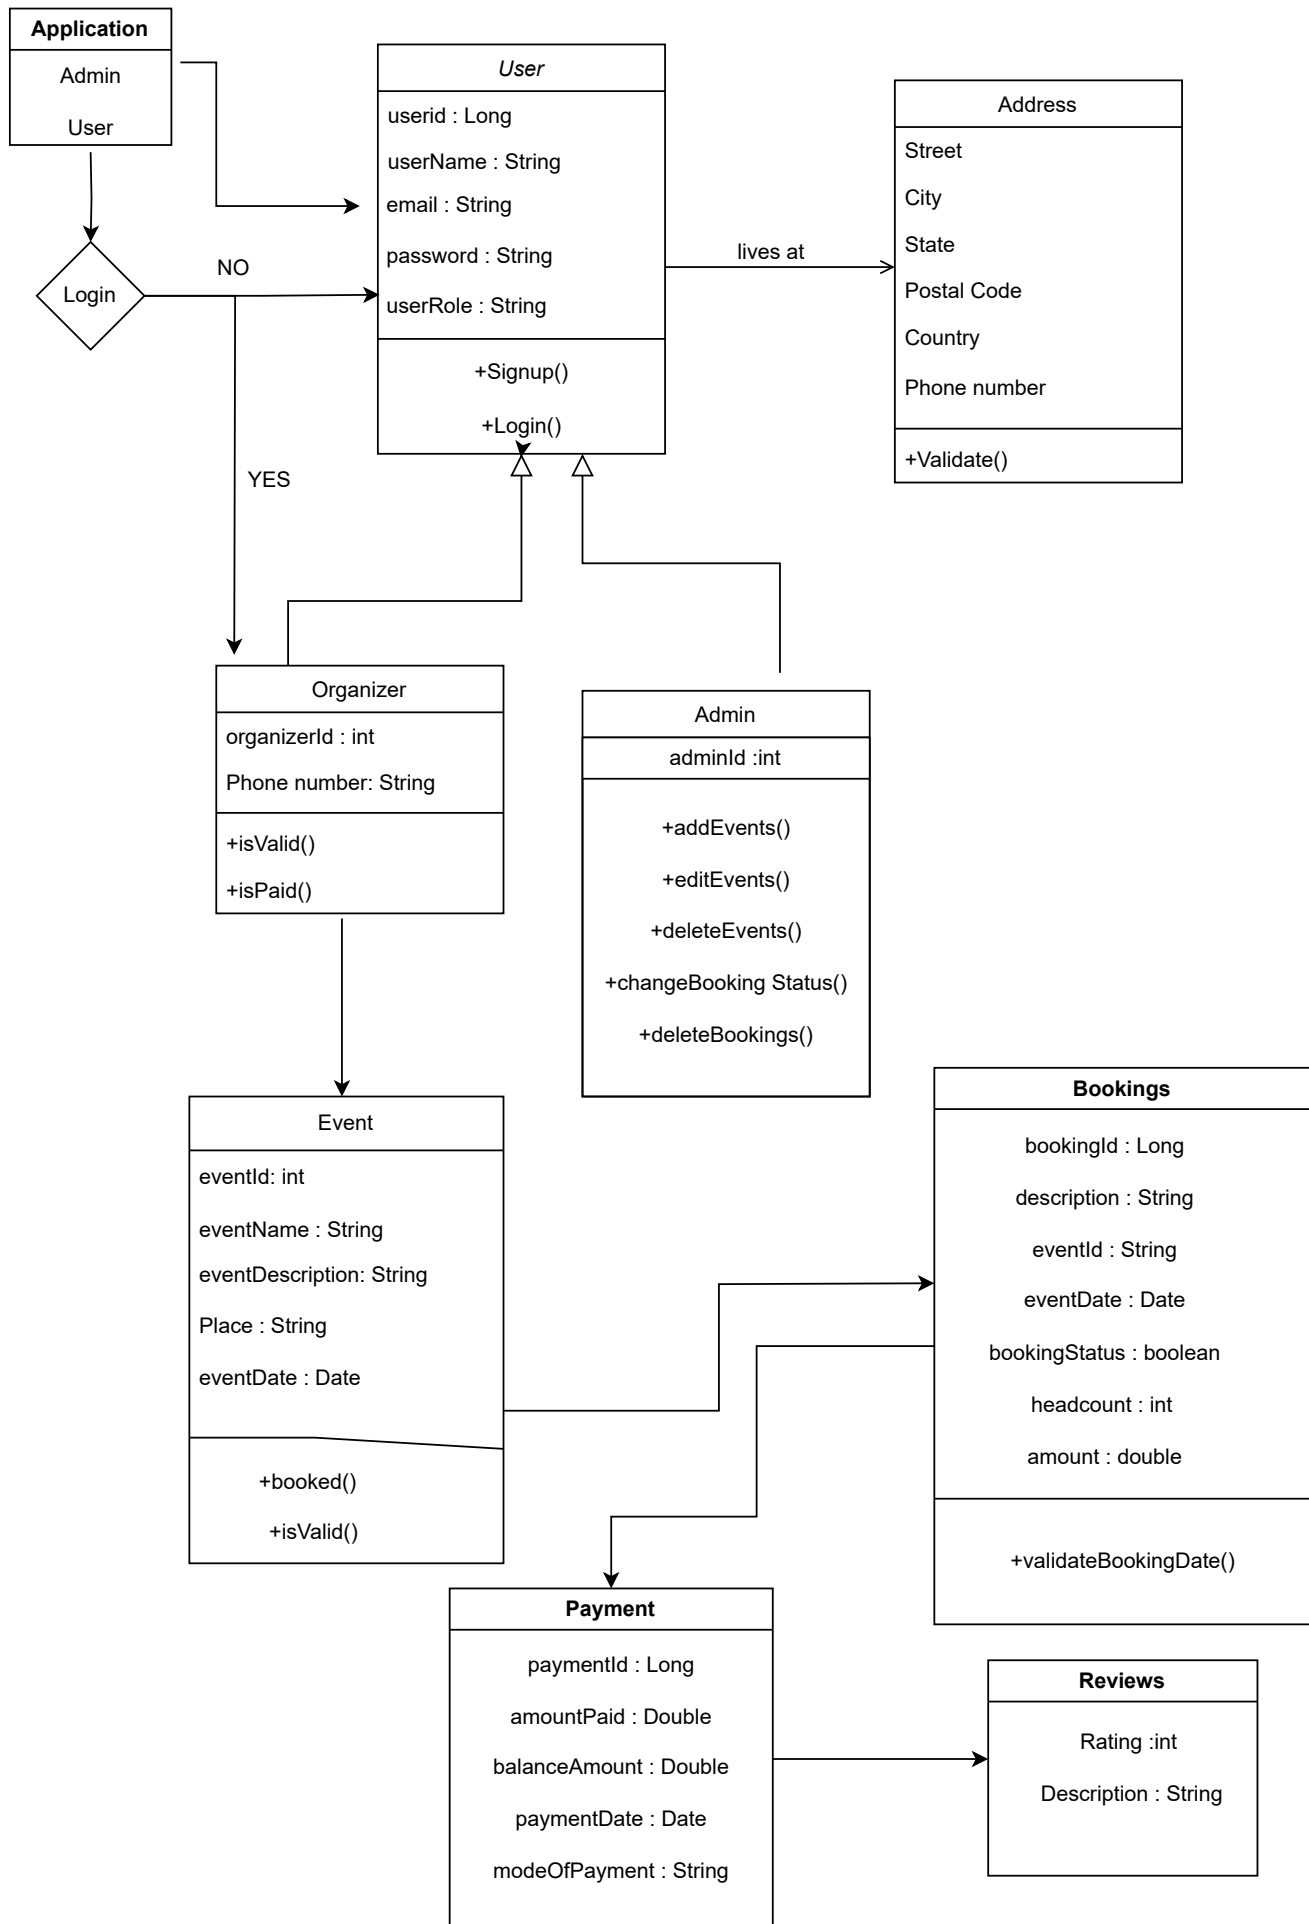 Application
Admin
User
Login
NO
YES
User
userid : Long
userName : String
email : String
password : String
userRole : String
+Signup()
+Login()
lives at
Address
Street
City
State
Postal Code
Country
Phone number
+Validate()
Organizer
organizerId : int
Phone number: String
+isValid()
+isPaid()
Admin
adminId :int
+addEvents()
+editEvents()
+deleteEvents()
+changeBooking Status()
+deleteBookings()
Event
eventId: int
eventName : String
eventDescription: String
Place : String
eventDate : Date
+booked()
+isValid()
Bookings
bookingId : Long
description : String
eventId : String
eventDate : Date
bookingStatus : boolean
headcount : int
amount : double
+validateBookingDate()
Payment
paymentId : Long
amountPaid : Double
balanceAmount : Double
paymentDate : Date
modeOfPayment : String
Reviews
Rating :int
Description : String